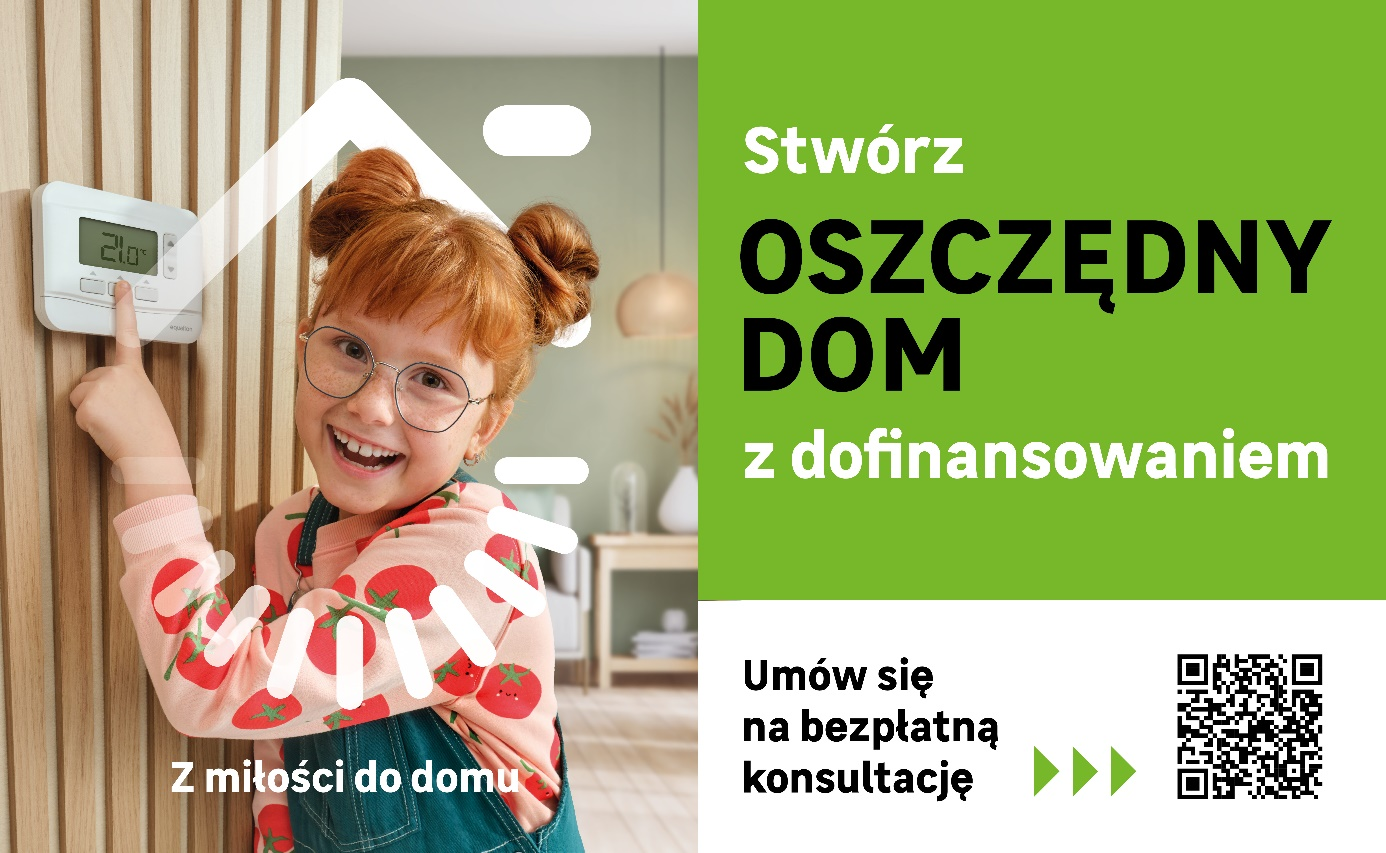 21.0°C
Z miłości do domu
Stwórz
OSZCZĘDNY
DOM
z dofinansowaniem
Umów się
na bezpłatną
konsultację